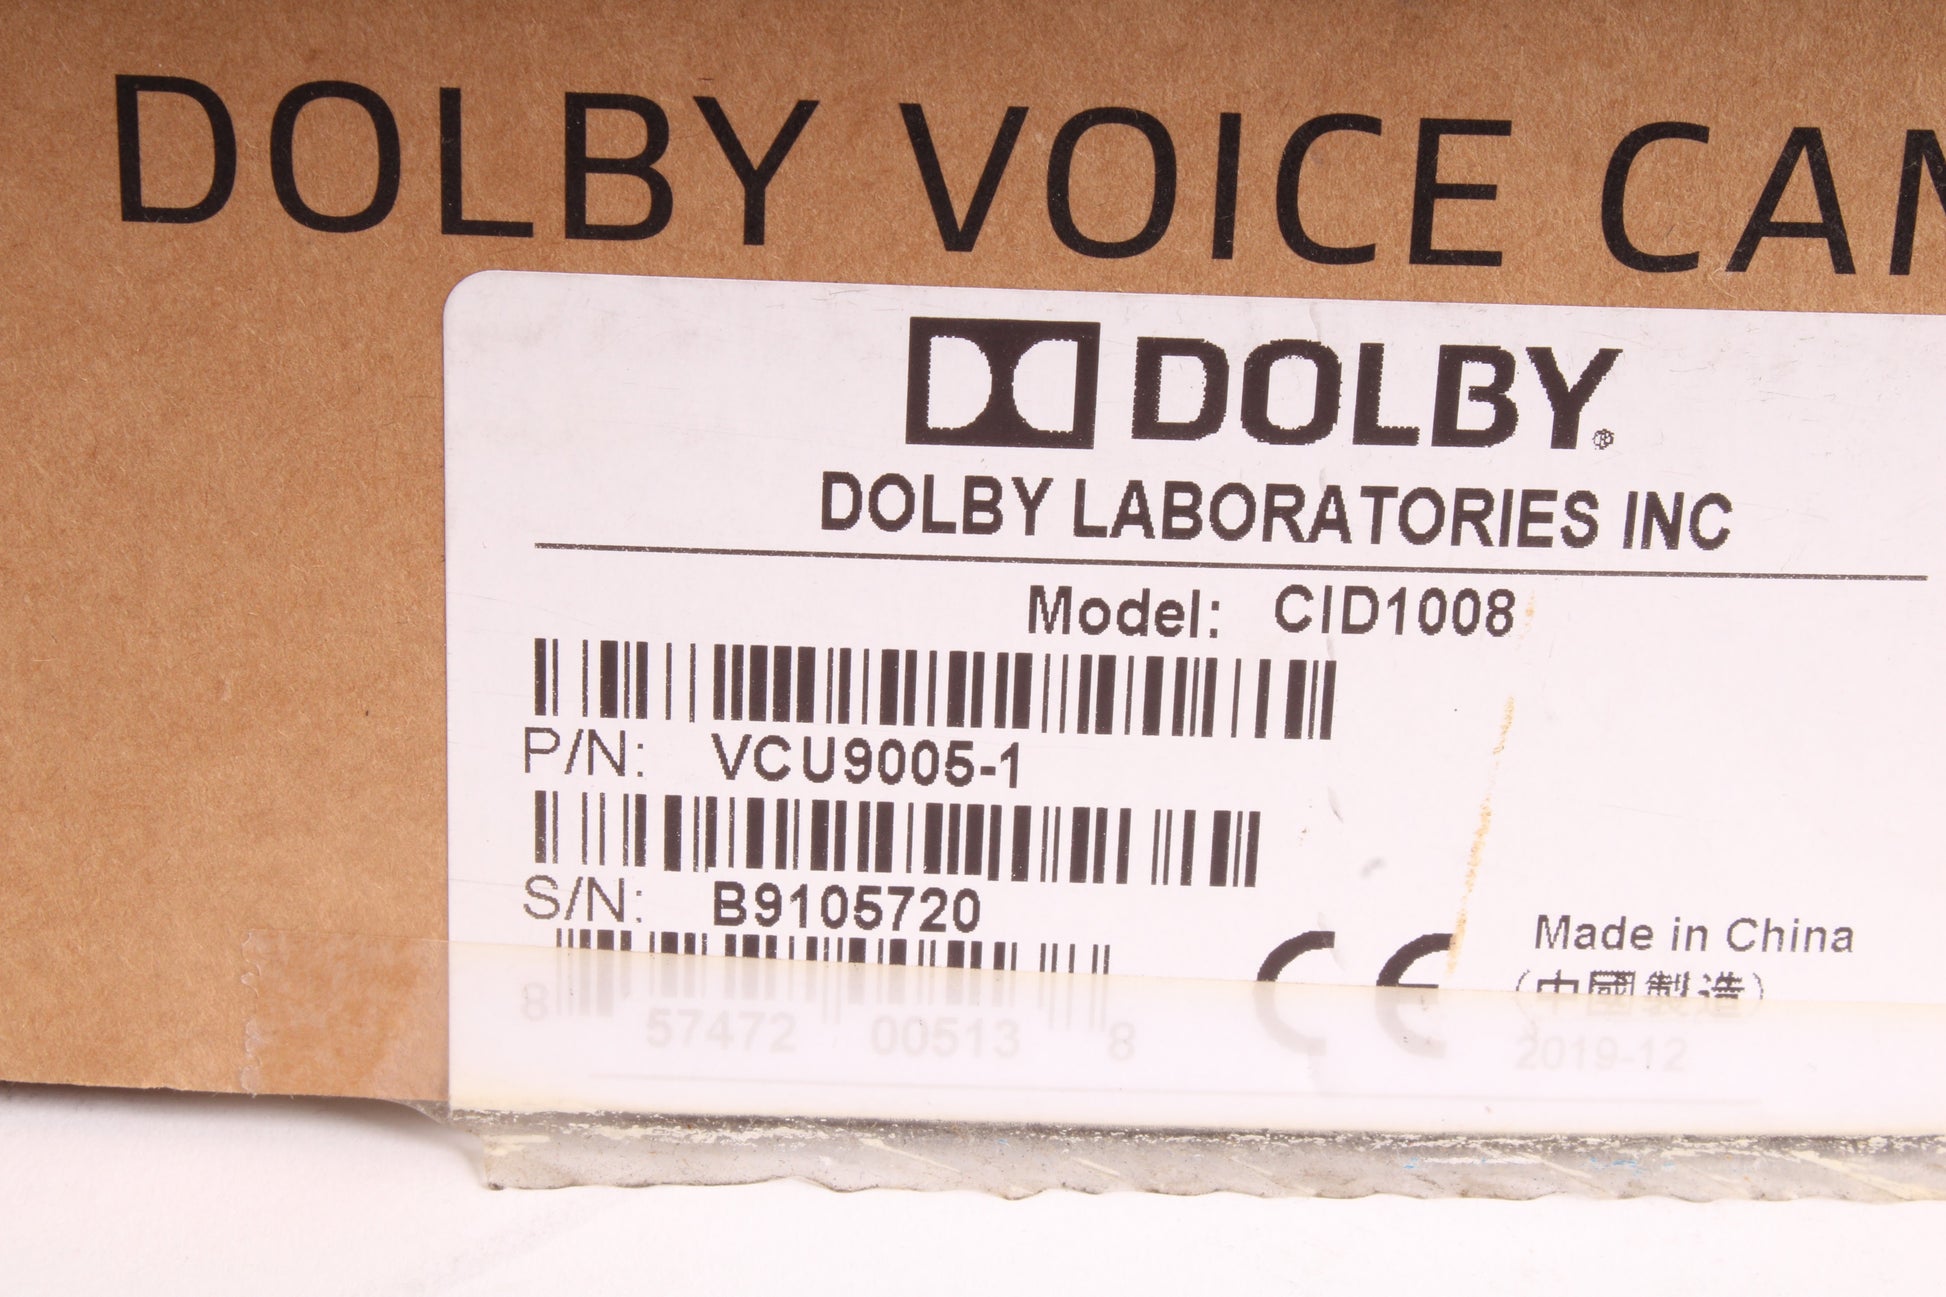 DOLBY VOICE CAM
DOLBY®
DOLBY LABORATORIES INC
Model: CID1008
P/N: VCU9005-1
S/N: B9105720
8 57472 00513 8
CE
Made in China
(中國製造)
2019-12